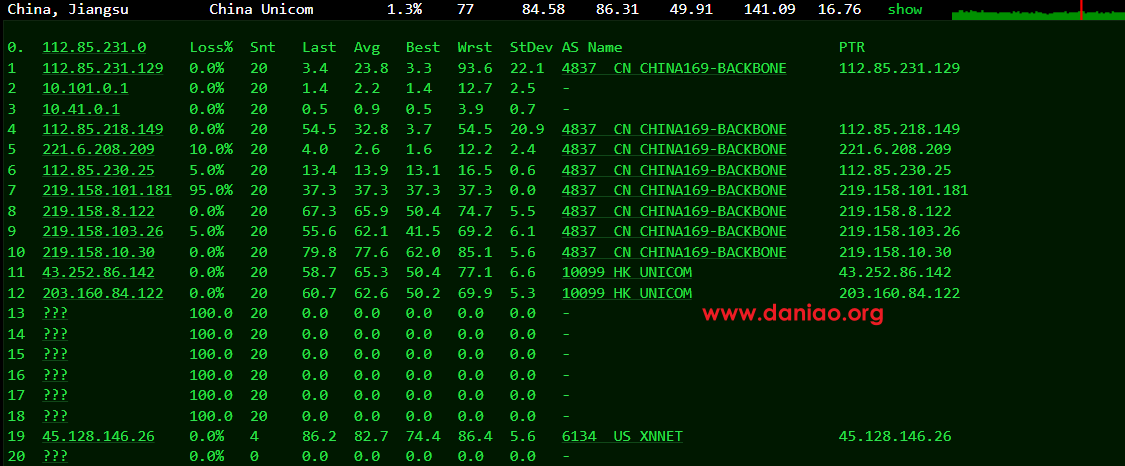 China, Jiangsu China Unicom 1.3% 77 84.58 86.31 49.91 141.09 16.76 show
0. 112.85.231.0 Loss% Snt Last Avg Best Wrst StDev AS Name PTR
1 112.85.231.129 0.0% 20 3.4 23.8 3.3 93.6 22.1 4837 CN CHINA169-BACKBONE 112.85.231.129
2 10.101.0.1 0.0% 20 1.4 2.2 1.4 12.7 2.5 -
3 10.41.0.1 0.0% 20 0.5 0.9 0.5 3.9 0.7 -
4 112.85.218.149 0.0% 20 54.5 32.8 3.7 54.5 20.9 4837 CN CHINA169-BACKBONE 112.85.218.149
5 221.6.208.209 10.0% 20 4.0 2.6 1.6 12.2 2.4 4837 CN CHINA169-BACKBONE 221.6.208.209
6 112.85.230.25 5.0% 20 13.4 13.9 13.1 16.5 0.6 4837 CN CHINA169-BACKBONE 112.85.230.25
7 219.158.101.181 95.0% 20 37.3 37.3 37.3 37.3 0.0 4837 CN CHINA169-BACKBONE 219.158.101.181
8 219.158.8.122 0.0% 20 67.3 65.9 50.4 74.7 5.5 4837 CN CHINA169-BACKBONE 219.158.8.122
9 219.158.103.26 5.0% 20 55.6 62.1 41.5 69.2 6.1 4837 CN CHINA169-BACKBONE 219.158.103.26
10 219.158.10.30 0.0% 20 79.8 77.6 62.0 85.1 5.6 4837 CN CHINA169-BACKBONE 219.158.10.30
11 43.252.86.142 0.0% 20 58.7 65.3 50.4 77.1 6.6 10099 HK UNICOM 43.252.86.142
12 203.160.84.122 0.0% 20 60.7 62.6 50.2 69.9 5.3 10099 HK UNICOM 203.160.84.122
13 ??? 100.0 20 0.0 0.0 0.0 0.0 0.0 -
www.daniao.org
14 ??? 100.0 20 0.0 0.0 0.0 0.0 0.0 -
15 ??? 100.0 20 0.0 0.0 0.0 0.0 0.0 -
16 ??? 100.0 20 0.0 0.0 0.0 0.0 0.0 -
17 ??? 100.0 20 0.0 0.0 0.0 0.0 0.0 -
18 ??? 100.0 20 0.0 0.0 0.0 0.0 0.0 -
19 45.128.146.26 0.0% 4 86.2 82.7 74.4 86.4 5.6 6134 US XNNET 45.128.146.26
20 ??? 0.0% 0 0.0 0.0 0.0 0.0 0.0 -